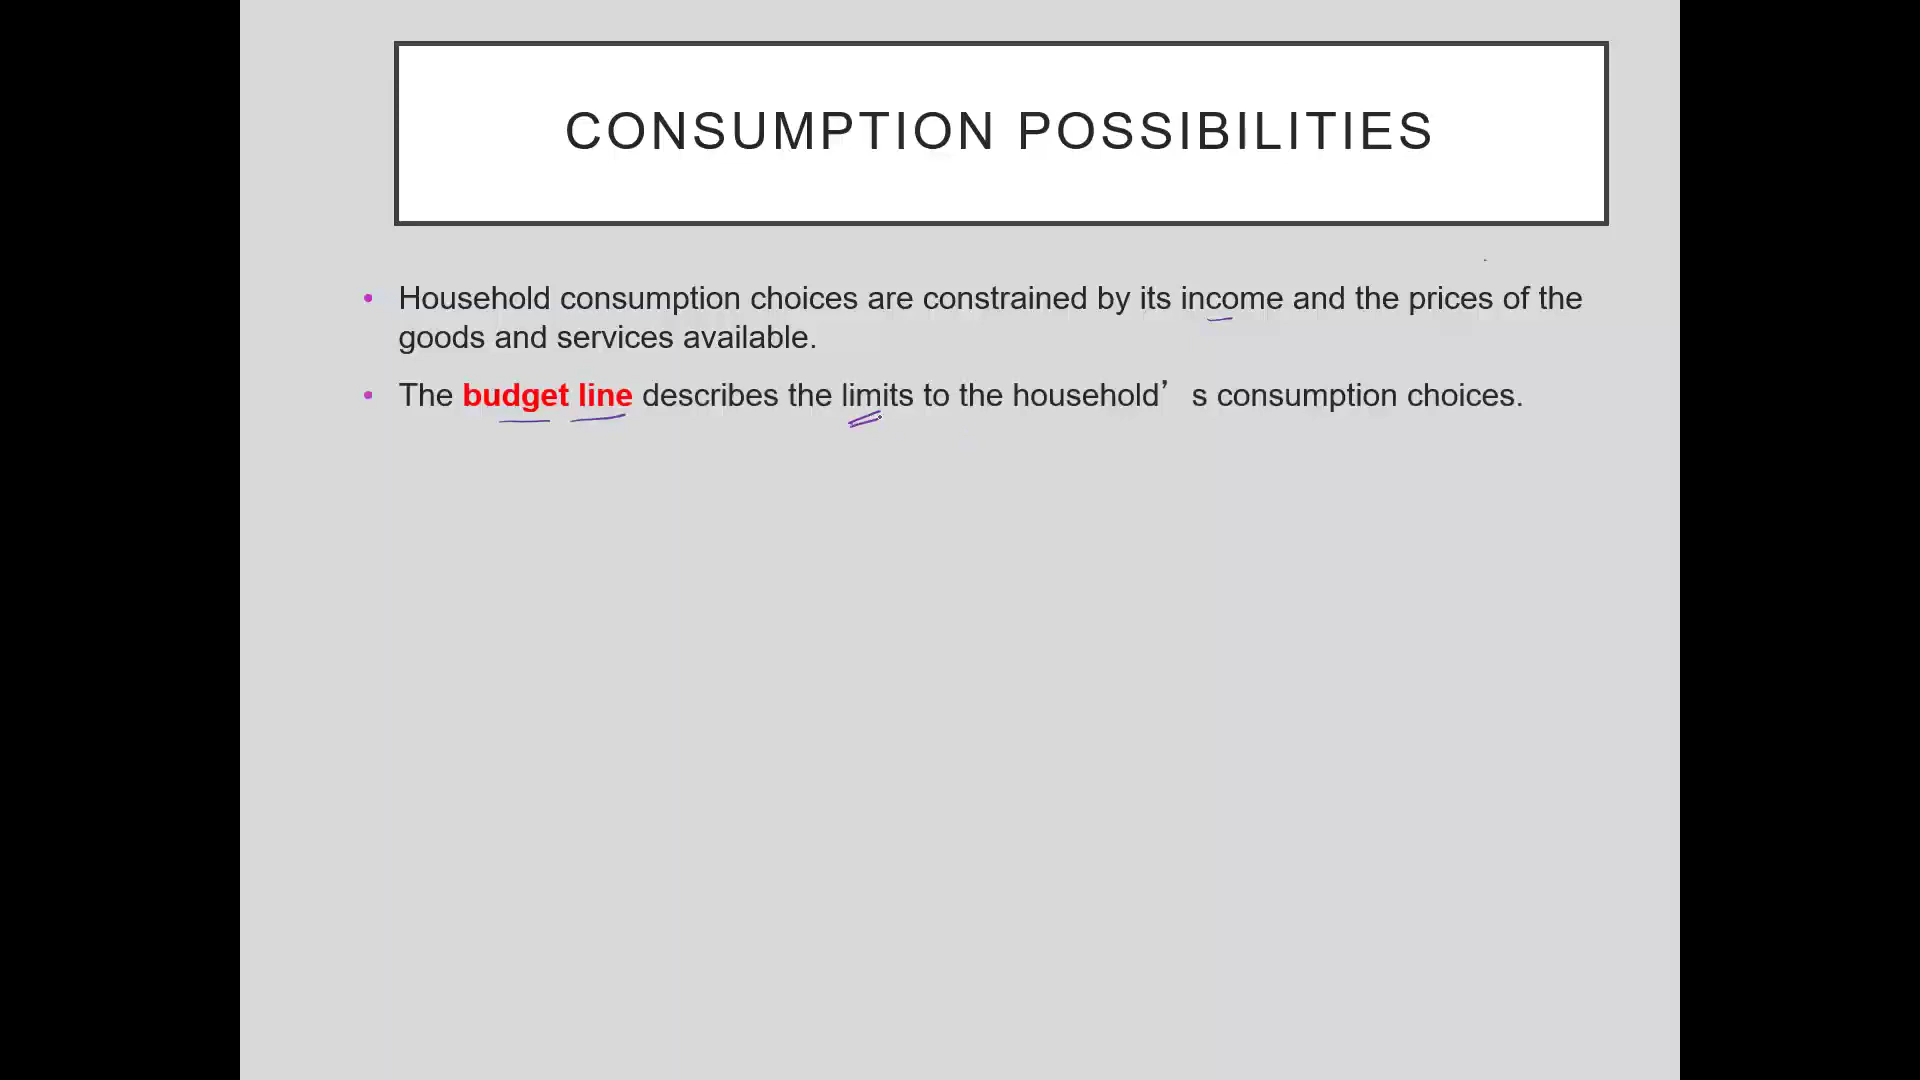 CONSUMPTION POSSIBILITIES
• Household consumption choices are constrained by its income and the prices of the
goods and services available.
• The budget line describes the limits to the household’ s consumption choices.